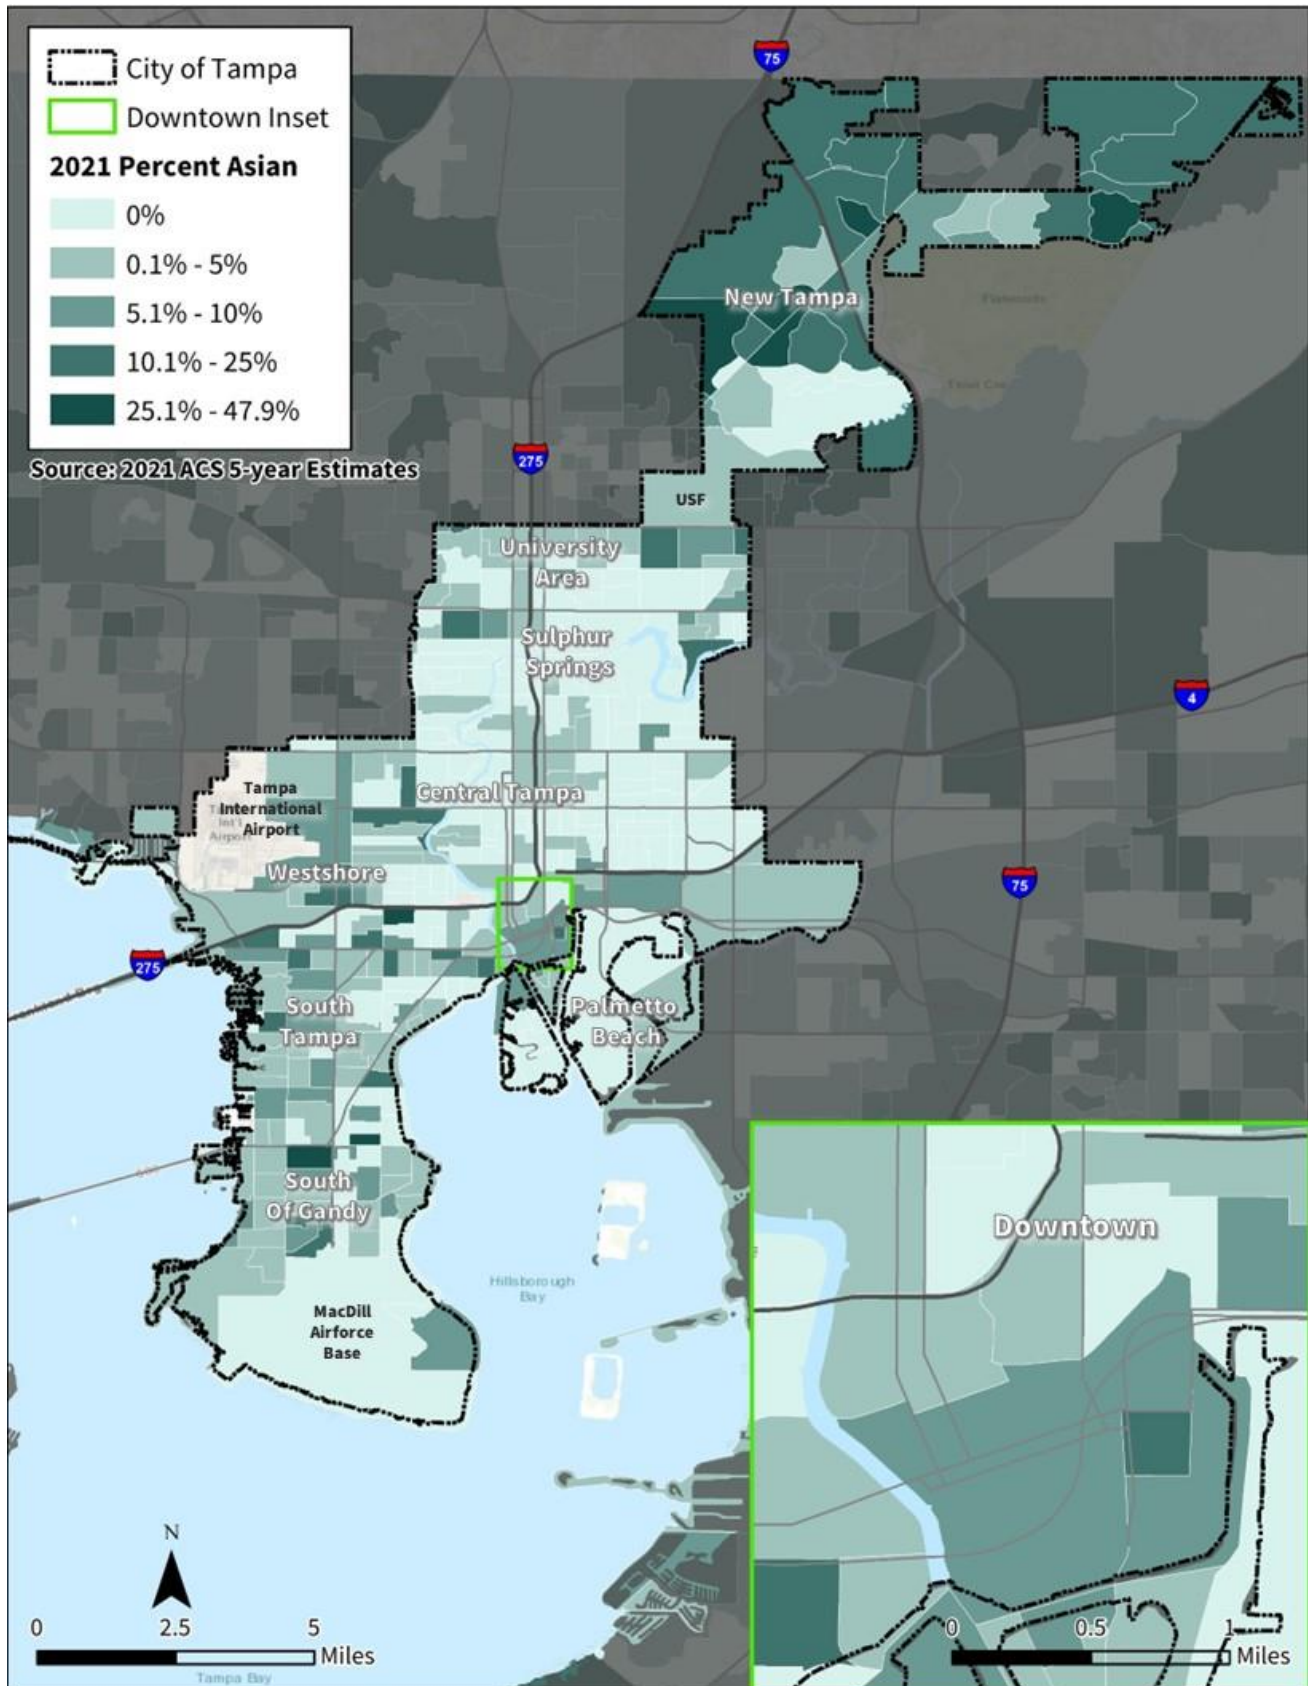 City of Tampa
Downtown Inset
2021 Percent Asian
0%
0.1% - 5%
5.1% - 10%
10.1% - 25%
25.1% - 47.9%
Source: 2021 ACS 5-year Estimates
75
New Tampa
275
USF
University
Area
Sulphur
Springs
4
Tampa
International
Airport
Central Tampa
Westshore
75
275
South
Tampa
Palmetto
Beach
South
Of Gandy
Hillsborough
Bay
MacDill
Airforce
Base
Downtown
N
0 2.5 5
Miles
Tampa Bay
0 0.5 1
Miles